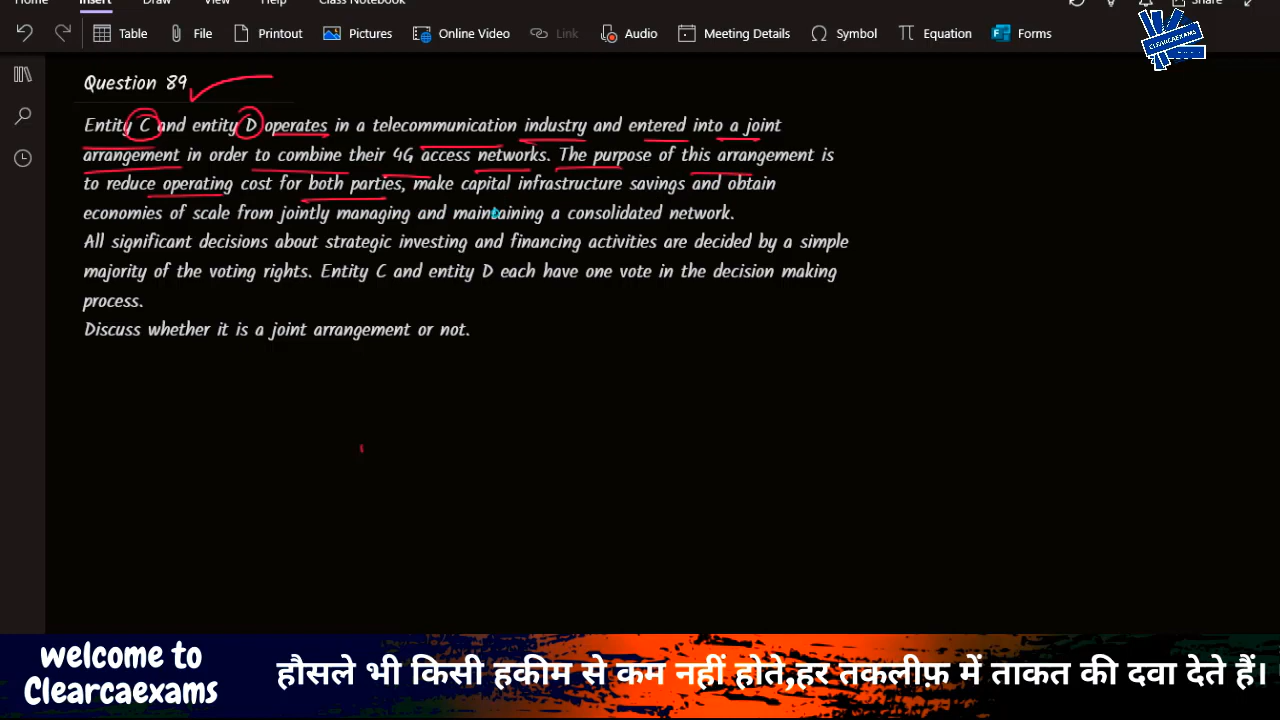 Home Insert Draw View Help Class Notebook Share
Table File Printout Pictures Online Video Link Audio Meeting Details Symbol Equation Forms
CLEARCAEXAMS
Question 89
Entity C and entity D operates in a telecommunication industry and entered into a joint
arrangement in order to combine their 4G access networks. The purpose of this arrangement is
to reduce operating cost for both parties, make capital infrastructure savings and obtain
economies of scale from jointly managing and maintaining a consolidated network.
All significant decisions about strategic investing and financing activities are decided by a simple
majority of the voting rights. Entity C and entity D each have one vote in the decision making
process.
Discuss whether it is a joint arrangement or not.
welcome to
Clearcaexams
हौसले भी किसी हकीम से कम नहीं होते,हर तकलीफ़ में ताकत की दवा देते हैं।